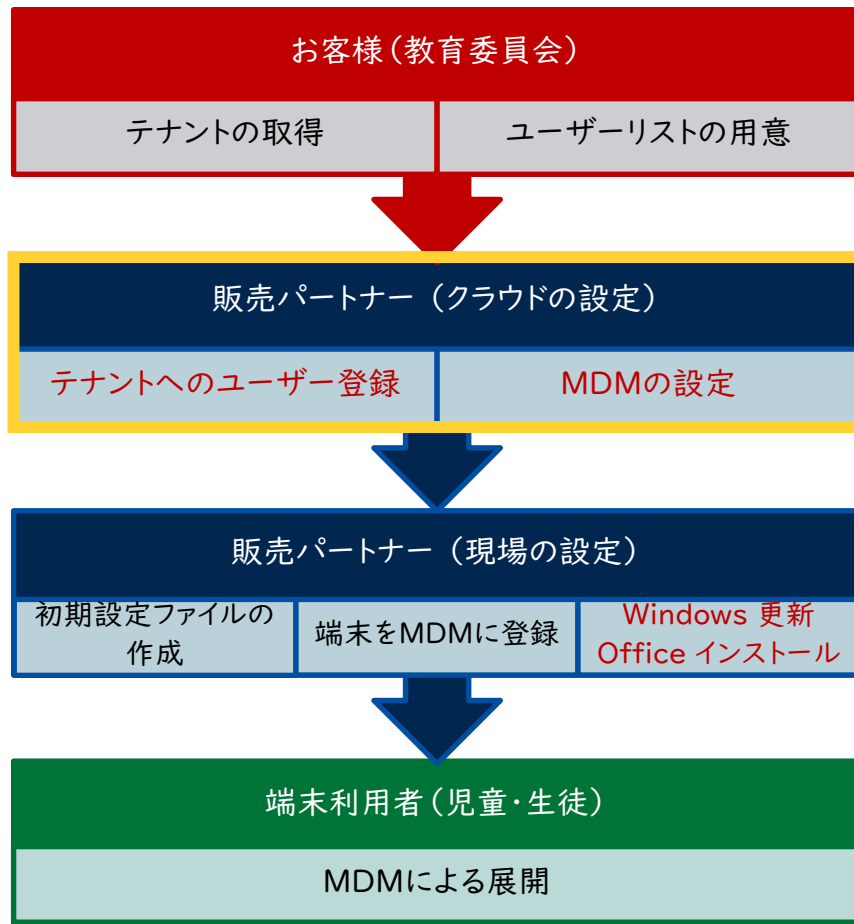 お客様（教育委員会）
テナントの取得
ユーザーリストの用意
販売パートナー（クラウドの設定）
テナントへのユーザー登録
MDMの設定
販売パートナー（現場の設定）
初期設定ファイルの
作成
端末をMDMに登録
Windows 更新
Office インストール
端末利用者（児童・生徒）
MDMによる展開